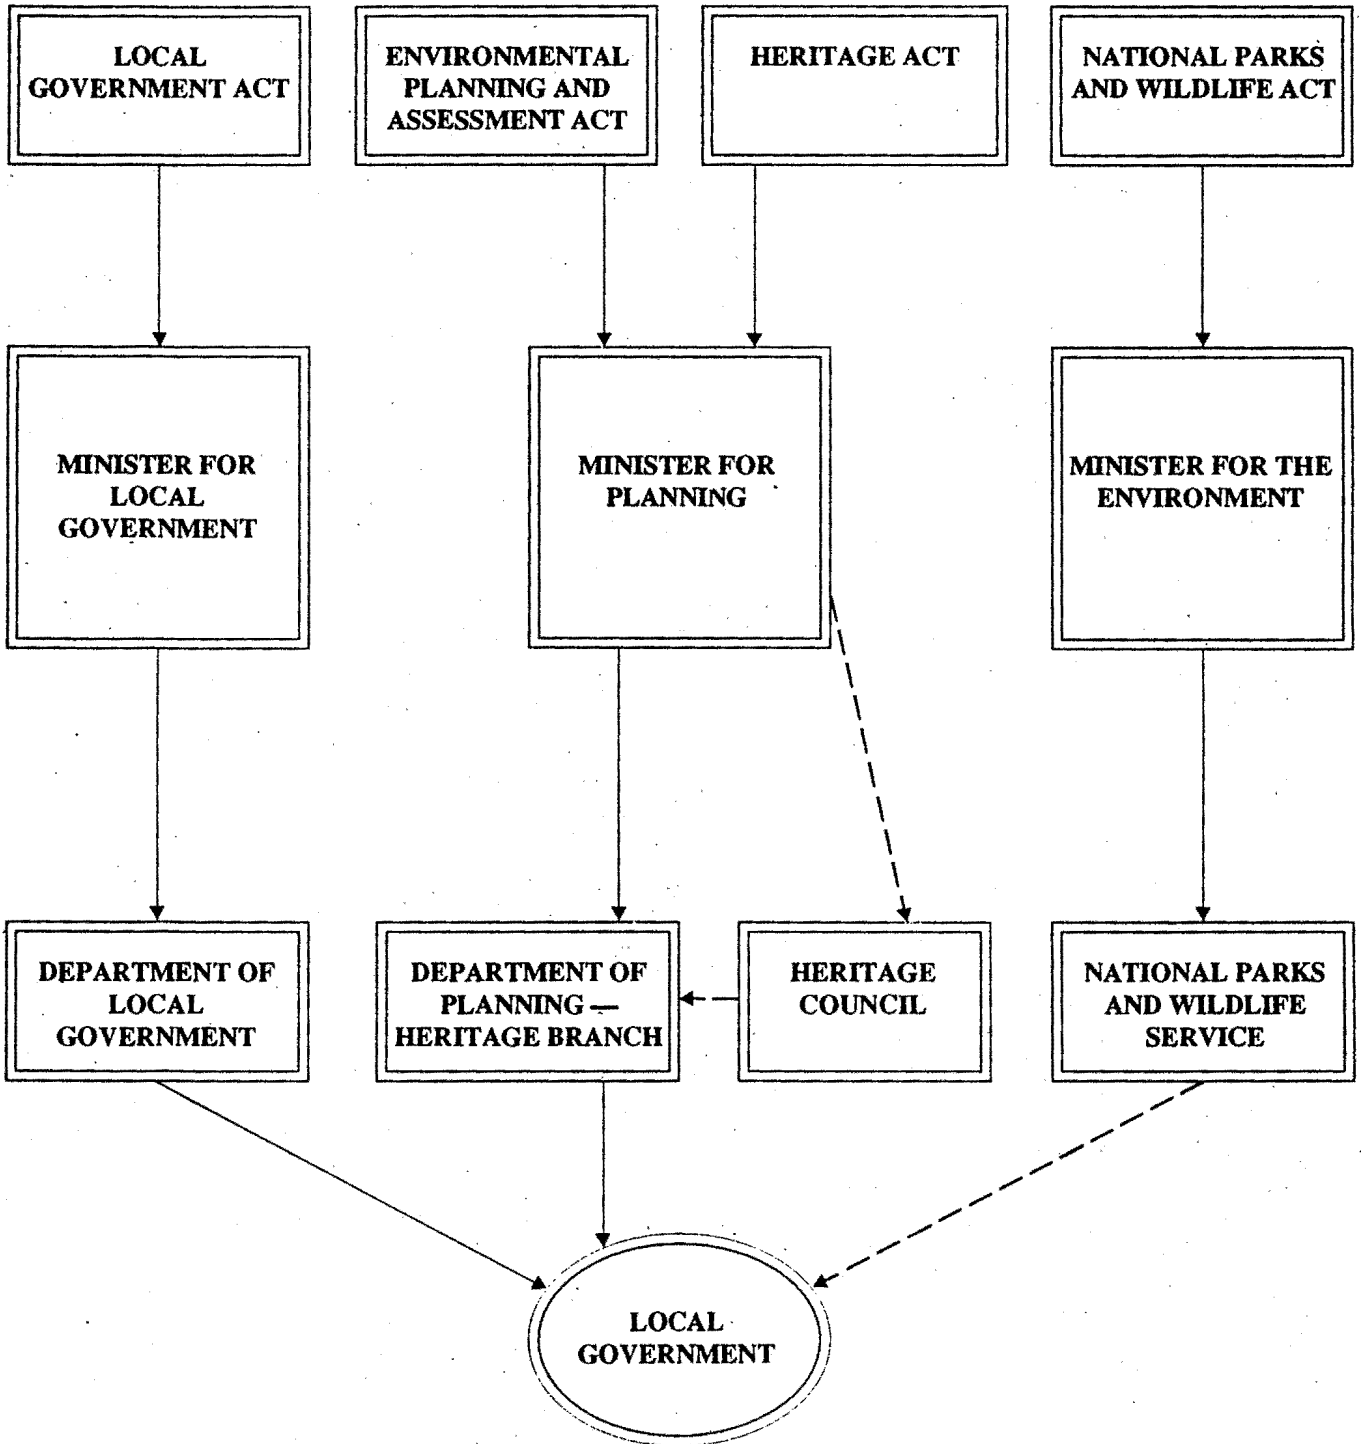 LOCAL
GOVERNMENT ACT
ENVIRONMENTAL
PLANNING AND
ASSESSMENT ACT
HERITAGE ACT
NATIONAL PARKS
AND WILDLIFE ACT
MINISTER FOR
LOCAL
GOVERNMENT
MINISTER FOR
PLANNING
MINISTER FOR THE
ENVIRONMENT
DEPARTMENT OF
LOCAL
GOVERNMENT
DEPARTMENT OF
PLANNING —
HERITAGE BRANCH
HERITAGE
COUNCIL
NATIONAL PARKS
AND WILDLIFE
SERVICE
LOCAL
GOVERNMENT